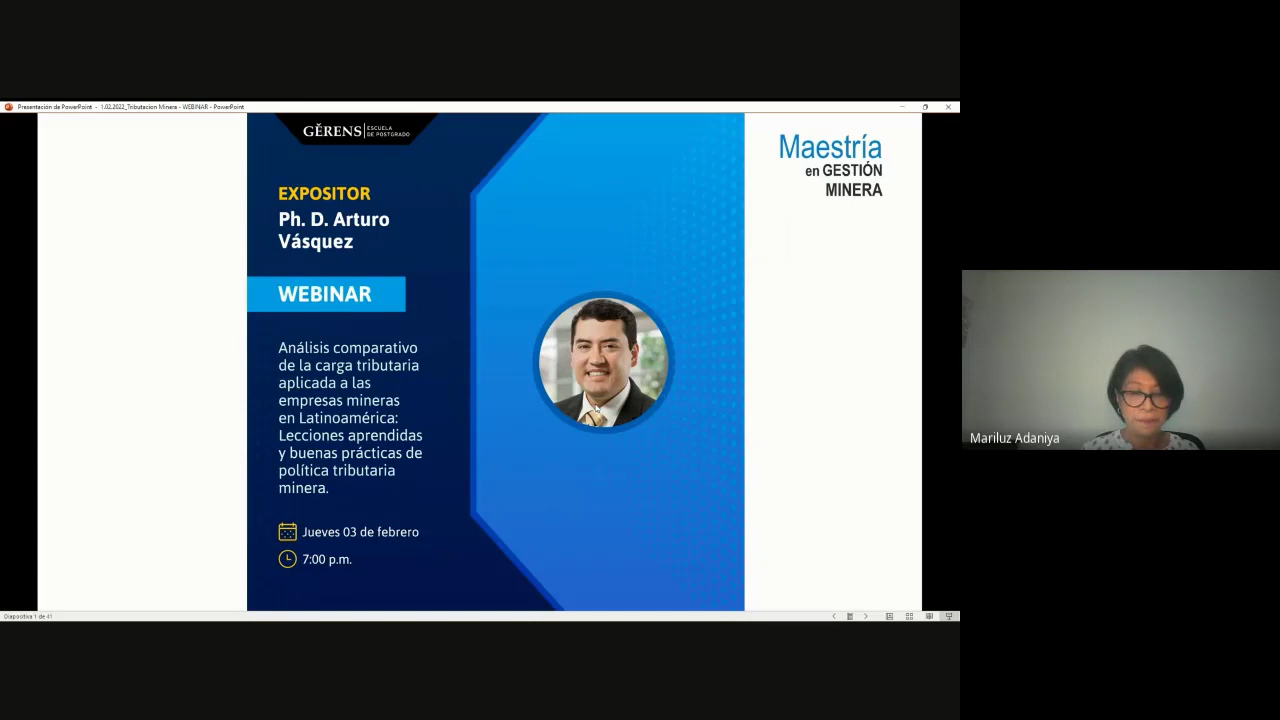 Presentación de PowerPoint - 1.02.2022_Tributacion Minera - WEBINAR - PowerPoint
GĚRENS ESCUELA DE POSTGRADO
Maestría
en GESTIÓN
MINERA
EXPOSITOR
Ph. D. Arturo
Vásquez
WEBINAR
Análisis comparativo
de la carga tributaria
aplicada a las
empresas mineras
en Latinoamérica:
Lecciones aprendidas
y buenas prácticas de
política tributaria
minera.
Jueves 03 de febrero
7:00 p.m.
Mariluz Adaniya
Diapositiva 1 de 41